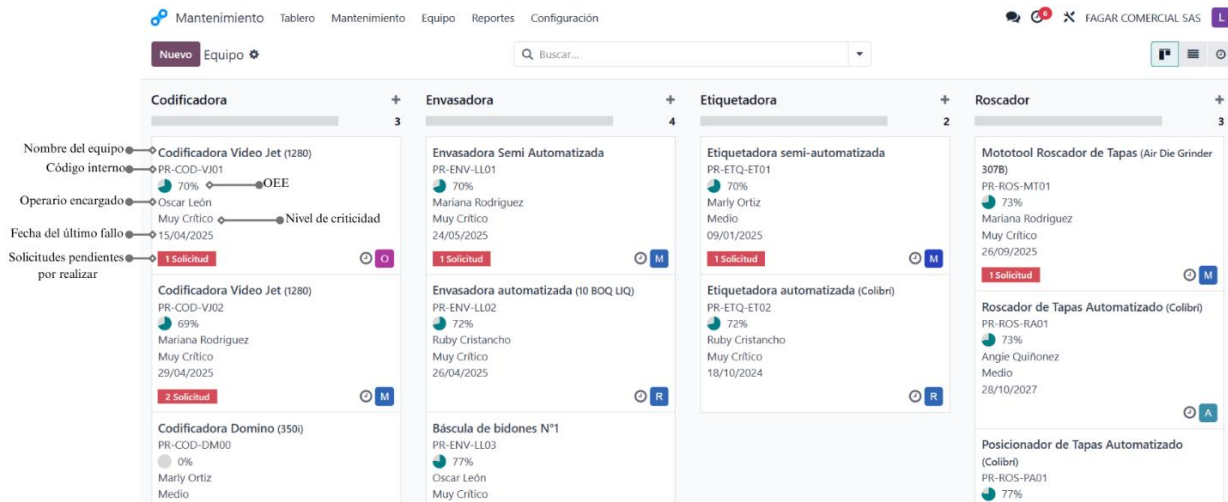 Mantenimiento Tablero Mantenimiento Equipo Reportes Configuración 6 FAGAR COMERCIAL SAS L
Nuevo Equipo Buscar...
Codificadora +
3
Nombre del equipo
Código interno
OEE
Operario encargado
Nivel de criticidad
Fecha del último fallo
Solicitudes pendientes
por realizar
Codificadora Video Jet (1280)
PR-COD-VJ01
70%
Oscar León
Muy Crítico
15/04/2025
1 Solicitud O
Codificadora Video Jet (1280)
PR-COD-VJ02
69%
Mariana Rodriguez
Muy Crítico
29/04/2025
2 Solicitud M
Codificadora Domino (350i)
PR-COD-DM00
0%
Marly Ortiz
Medio
Envasadora +
4
Envasadora Semi Automatizada
PR-ENV-LL01
70%
Mariana Rodriguez
Muy Crítico
24/05/2025
1 Solicitud M
Envasadora automatizada (10 BOQ LIQ)
PR-ENV-LL02
72%
Ruby Cristancho
Muy Crítico
26/04/2025
R
Báscula de bidones N°1
PR-ENV-LL03
77%
Oscar León
Muy Crítico
Etiquetadora +
2
Etiquetadora semi-automatizada
PR-ETQ-ET01
70%
Marly Ortiz
Medio
09/01/2025
1 Solicitud M
Etiquetadora automatizada (Colibrí)
PR-ETQ-ET02
72%
Ruby Cristancho
Muy Crítico
18/10/2024
R
Roscador +
3
Mototool Roscador de Tapas (Air Die Grinder
307B)
PR-ROS-MT01
73%
Mariana Rodriguez
Muy Crítico
26/09/2025
1 Solicitud M
Roscador de Tapas Automatizado (Colibrí)
PR-ROS-RA01
73%
Angie Quiñonez
Medio
28/10/2027
A
Posicionador de Tapas Automatizado
(Colibrí)
PR-ROS-PA01
77%